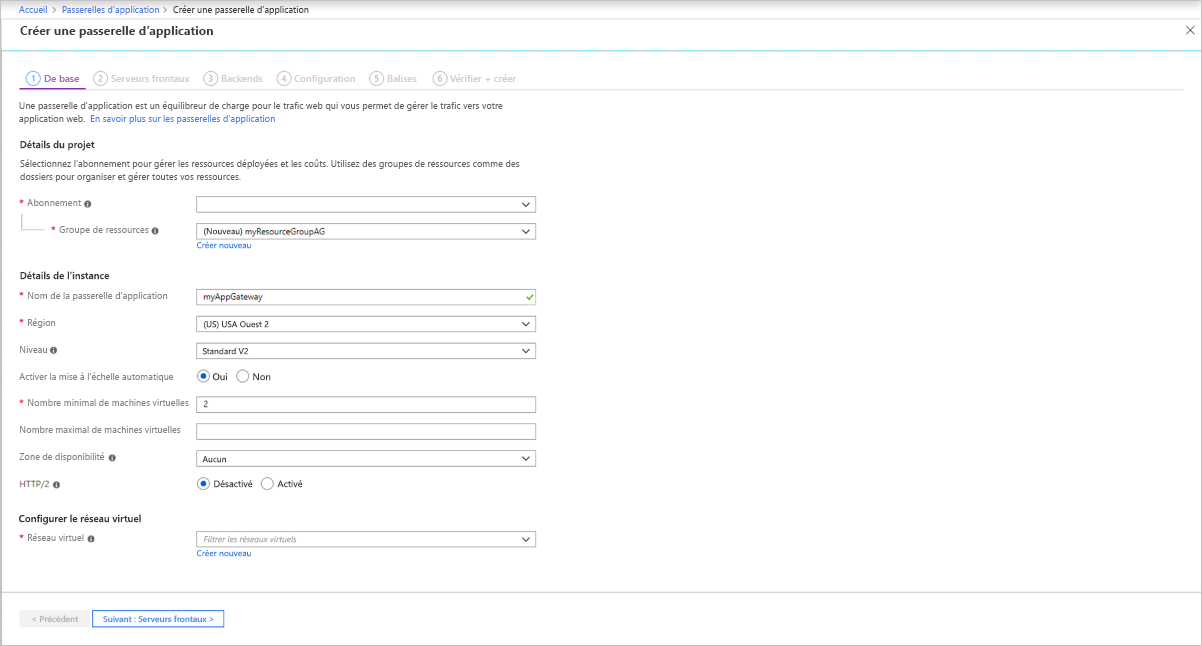 Accueil > Passerelles d'application > Créer une passerelle d'application
Créer une passerelle d'application
1 De base 2 Serveurs frontaux 3 Backends 4 Configuration 5 Balises 6 Vérifier + créer
Une passerelle d'application est un équilibreur de charge pour le trafic web qui vous permet de gérer le trafic vers votre
application web. En savoir plus sur les passerelles d'application
Détails du projet
Sélectionnez l'abonnement pour gérer les ressources déployées et les coûts. Utilisez des groupes de ressources comme des
dossiers pour organiser et gérer toutes vos ressources.
* Abonnement
* Groupe de ressources (Nouveau) myResourceGroupAG
Créer nouveau
Détails de l'instance
* Nom de la passerelle d'application myAppGateway
* Région (US) USA Ouest 2
Niveau Standard V2
Activer la mise à l'échelle automatique Oui Non
* Nombre minimal de machines virtuelles 2
Nombre maximal de machines virtuelles
Zone de disponibilité Aucun
HTTP/2 Désactivé Activé
Configurer le réseau virtuel
* Réseau virtuel Filtrer les réseaux virtuels
Créer nouveau
< Précédent Suivant : Serveurs frontaux >